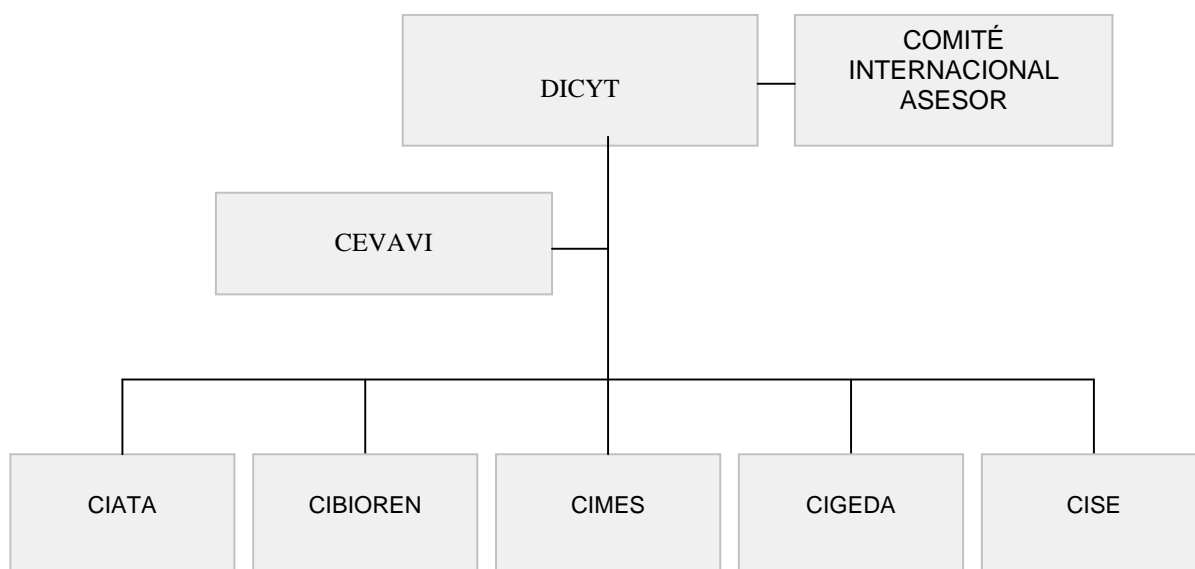 DICYT
COMITÉ
INTERNACIONAL
ASESOR
CEVAVI
CIATA
CIBIOREN
CIMES
CIGEDA
CISE